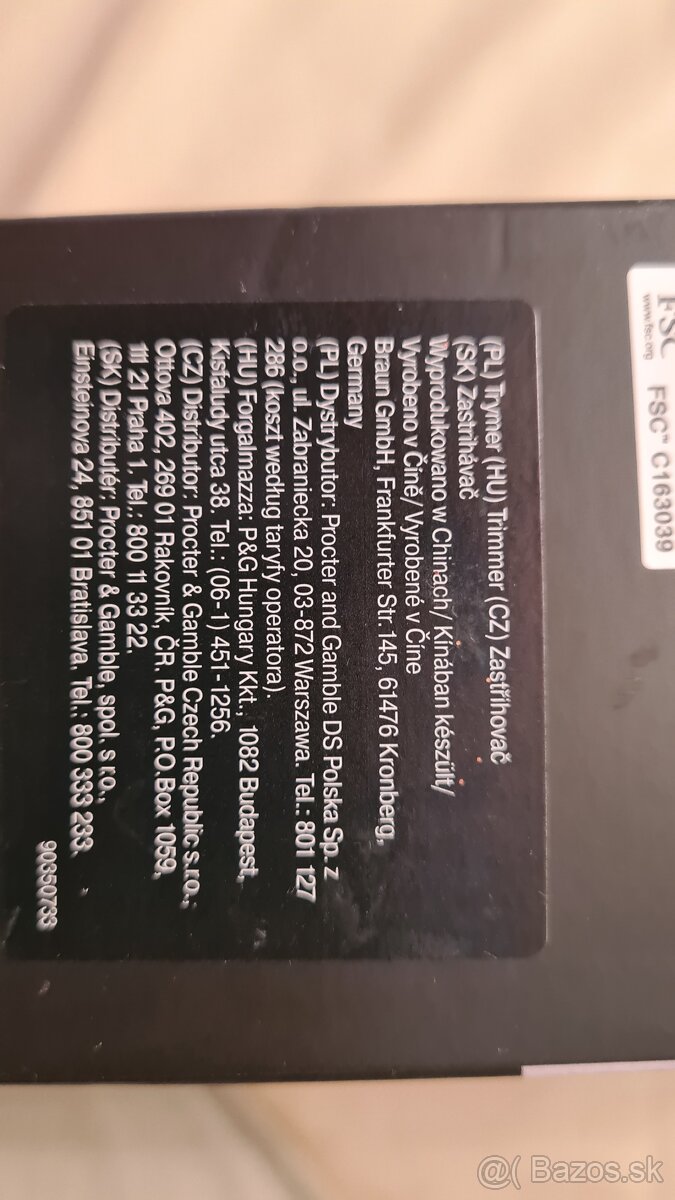 FSC
www.fsc.org
FSC™ C163039
(PL) Trymer (HU) Trimmer (CZ) Zastřihovač
(SK) Zastrihávač
Wyprodukowano w Chinach/ Kínában készült/
Vyrobeno v Číně/ Vyrobené v Číne
Braun GmbH, Frankfurter Str. 145, 61476 Kronberg,
Germany
(PL) Dystrybutor: Procter and Gamble DS Polska Sp. z
o.o., ul. Zabraniecka 20, 03-872 Warszawa. Tel.: 801 127
286 (koszt według taryfy operatora).
(HU) Forgalmazza: P&G Hungary Kkt., 1082 Budapest,
Kisfaludy utca 38. Tel.: (06-1) 451-1256.
(CZ) Distributor: Procter & Gamble Czech Republic s.r.o.,
Ottova 402, 269 01 Rakovník, ČR. P&G, P.O.Box 1059,
111 21 Praha 1, Tel.: 800 11 33 22.
(SK) Distribútér: Procter & Gamble, spol. s r.o.,
Einsteinova 24, 851 01 Bratislava, Tel.: 800 333 233.
90350733
@( Bazos.sk